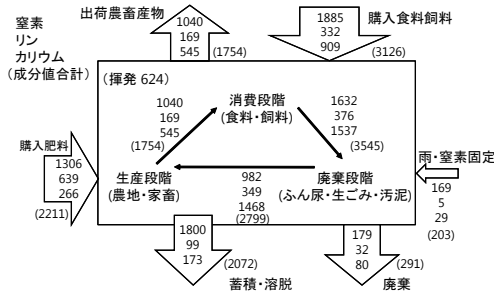 窒素
リン
カリウム
(成分値合計)
出荷農畜産物
1040
169
545
(1754)
1885
332
909
(3126)
購入食料飼料
(揮発 624)
1040
169
545
(1754)
消費段階
(食料・飼料)
1632
376
1537
(3545)
購入肥料
1306
639
266
(2211)
生産段階
(農地・家畜)
982
349
1468
(2799)
廃棄段階
(ふん尿・生ごみ・汚泥)
雨・窒素固定
169
5
29
(203)
1800
99
173
(2072)
蓄積・溶脱
179
32
80
(291)
廃棄